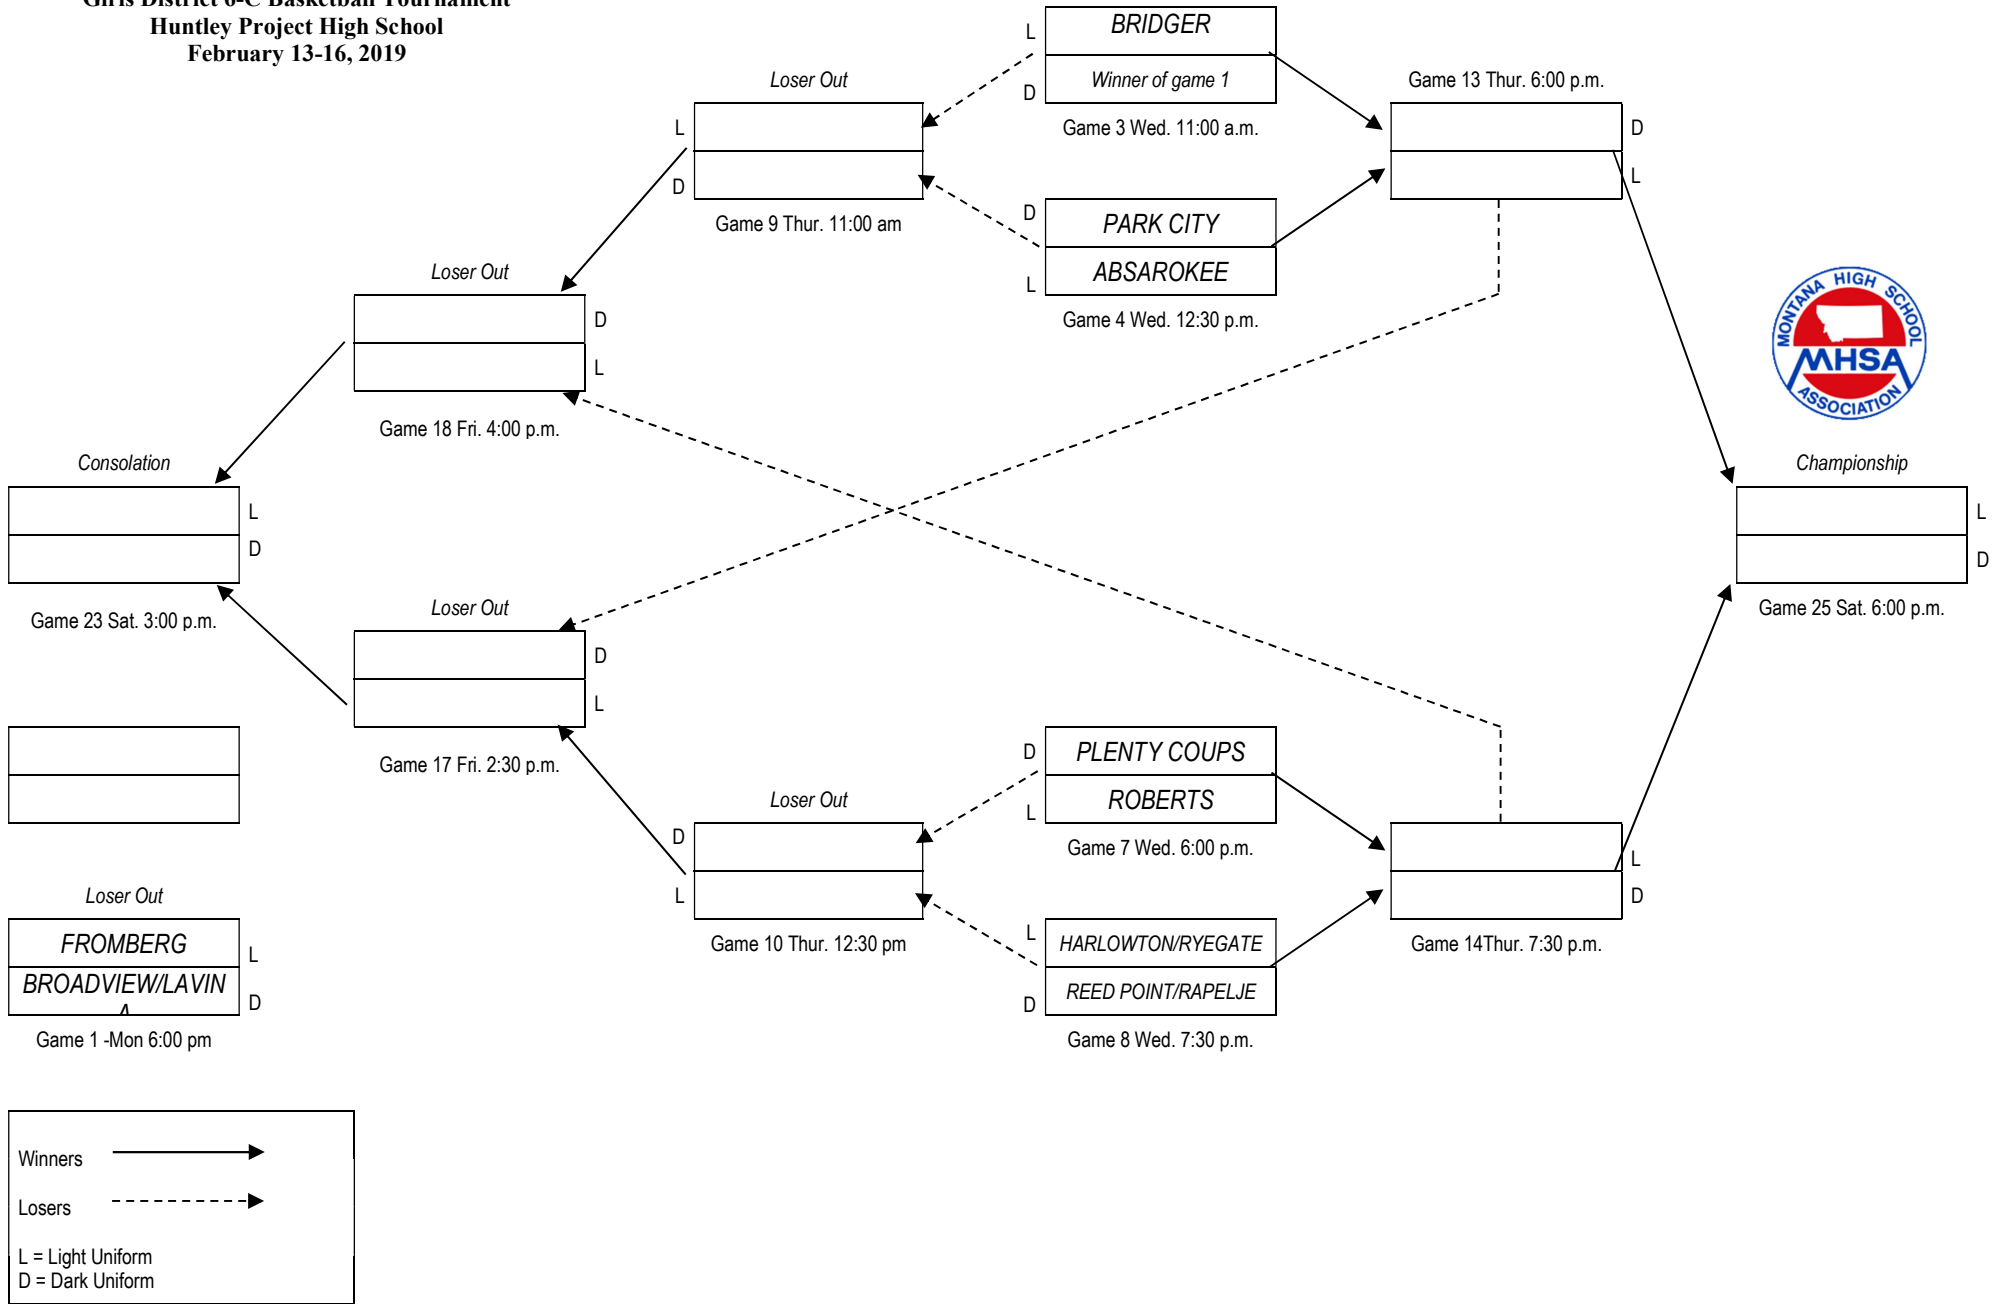 Girls District 6-C Basketball Tournament
Huntley Project High School
February 13-16, 2019
L
BRIDGER
D
Winner of game 1
Game 3 Wed. 11:00 a.m.
Loser Out
L
D
Game 9 Thur. 11:00 am
Game 13 Thur. 6:00 p.m.
D
L
D
PARK CITY
L
ABSAROKEE
Game 4 Wed. 12:30 p.m.
Loser Out
D
L
Game 18 Fri. 4:00 p.m.
MONTANA HIGH SCHOOL
MHSA
ASSOCIATION
Consolation
L
D
Game 23 Sat. 3:00 p.m.
Championship
L
D
Game 25 Sat. 6:00 p.m.
Loser Out
D
L
Game 17 Fri. 2:30 p.m.
D
PLENTY COUPS
L
ROBERTS
Game 7 Wed. 6:00 p.m.
Loser Out
D
L
Game 10 Thur. 12:30 pm
L
D
Game 14Thur. 7:30 p.m.
L
HARLOWTON/RYEGATE
D
REED POINT/RAPELJE
Game 8 Wed. 7:30 p.m.
Loser Out
FROMBERG
L
BROADVIEW/LAVIN
A
D
Game 1 -Mon 6:00 pm
Winners
Losers
L = Light Uniform
D = Dark Uniform